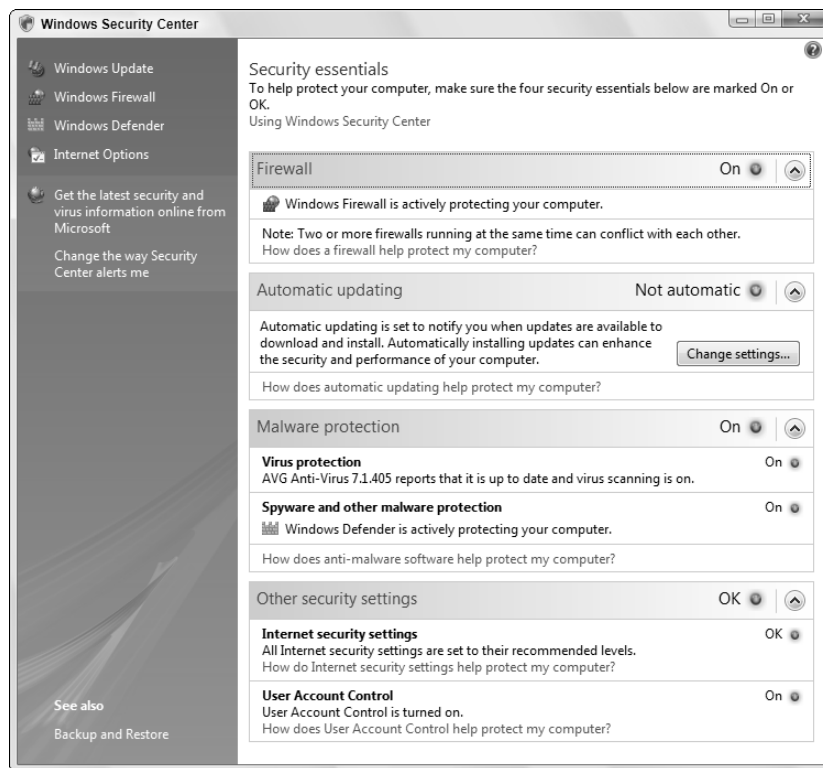 Windows Security Center
Windows Update
Windows Firewall
Windows Defender
Internet Options
Get the latest security and
virus information online from
Microsoft
Change the way Security
Center alerts me
See also
Backup and Restore
Security essentials
To help protect your computer, make sure the four security essentials below are marked On or
OK.
Using Windows Security Center
Firewall On
Windows Firewall is actively protecting your computer.
Note: Two or more firewalls running at the same time can conflict with each other.
How does a firewall help protect my computer?
Automatic updating Not automatic
Automatic updating is set to notify you when updates are available to
download and install. Automatically installing updates can enhance
the security and performance of your computer.
Change settings...
How does automatic updating help protect my computer?
Malware protection On
Virus protection On
AVG Anti-Virus 7.1.405 reports that it is up to date and virus scanning is on.
Spyware and other malware protection On
Windows Defender is actively protecting your computer.
How does anti-malware software help protect my computer?
Other security settings OK
Internet security settings OK
All Internet security settings are set to their recommended levels.
How do Internet security settings help protect my computer?
User Account Control On
User Account Control is turned on.
How does User Account Control help protect my computer?